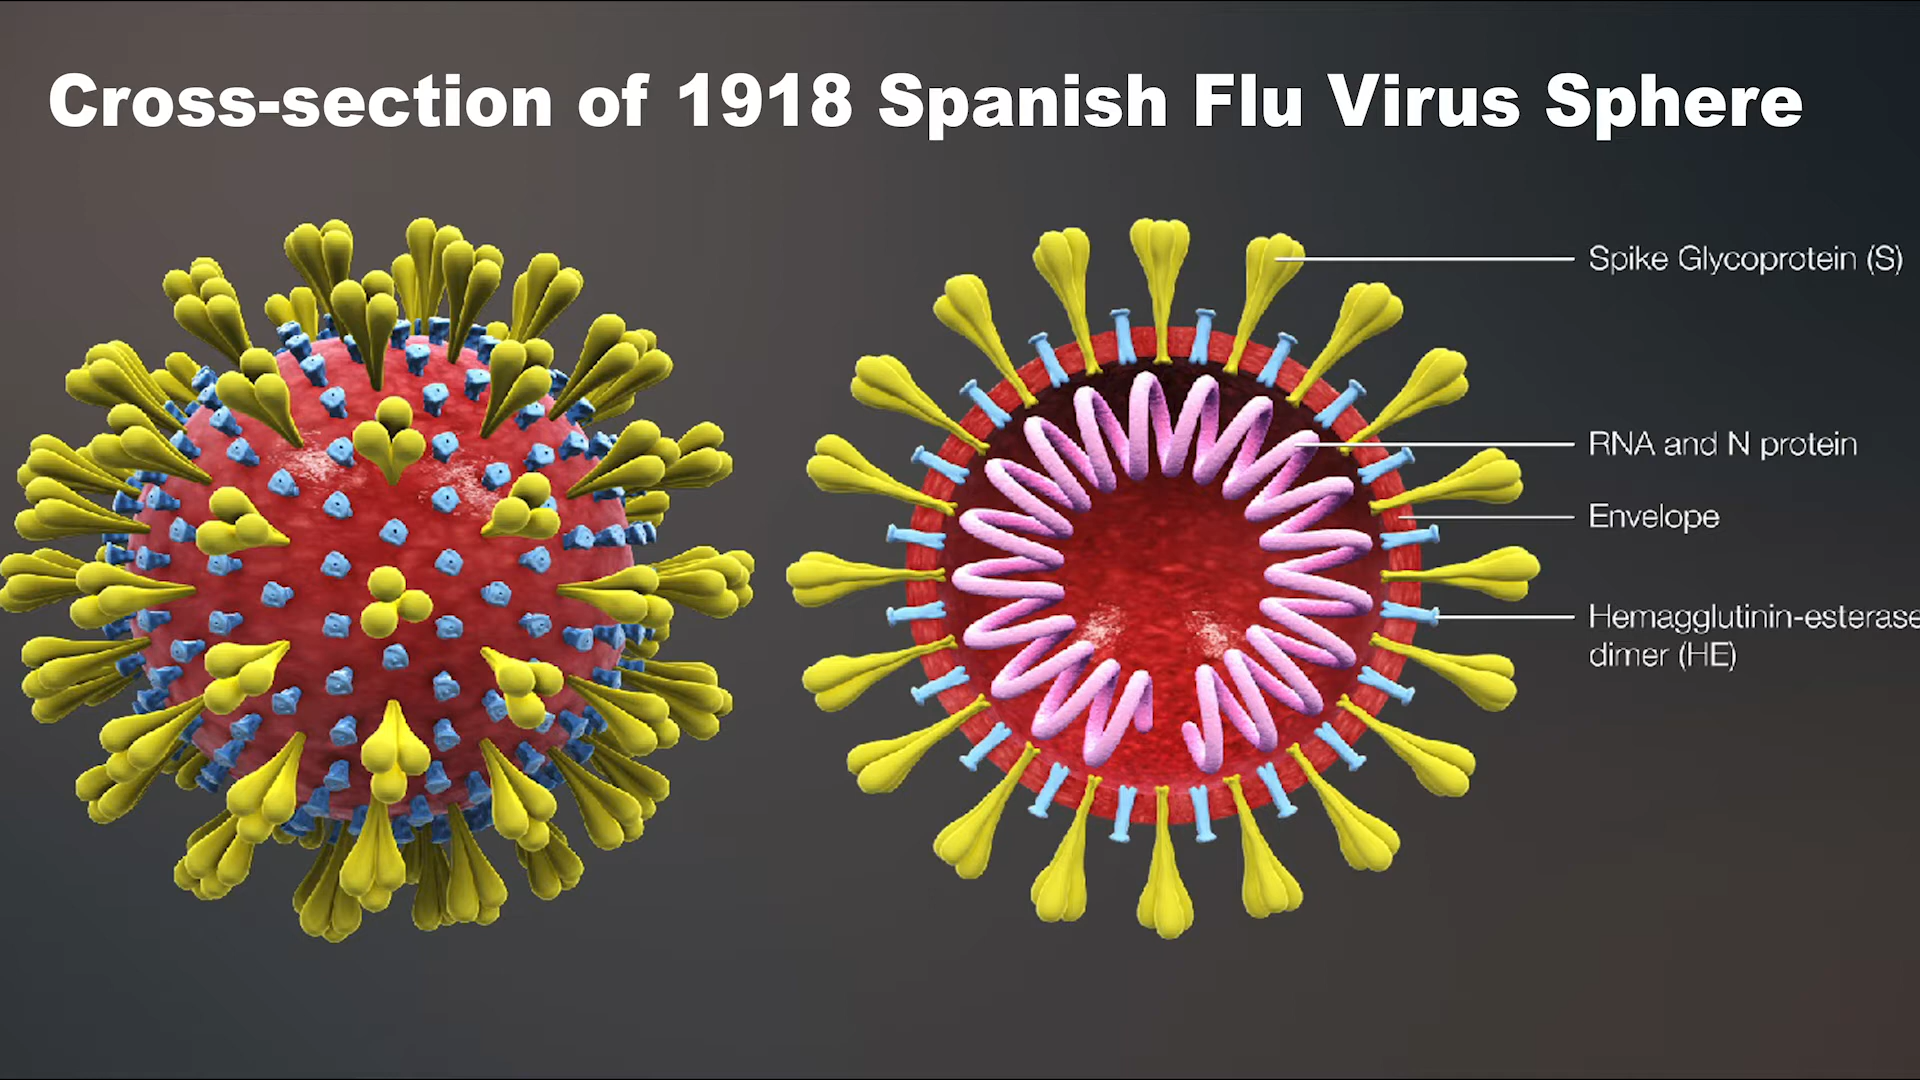 Cross-section of 1918 Spanish Flu Virus Sphere
Spike Glycoprotein (S)
RNA and N protein
Envelope
Hemagglutinin-esterase
dimer (HE)